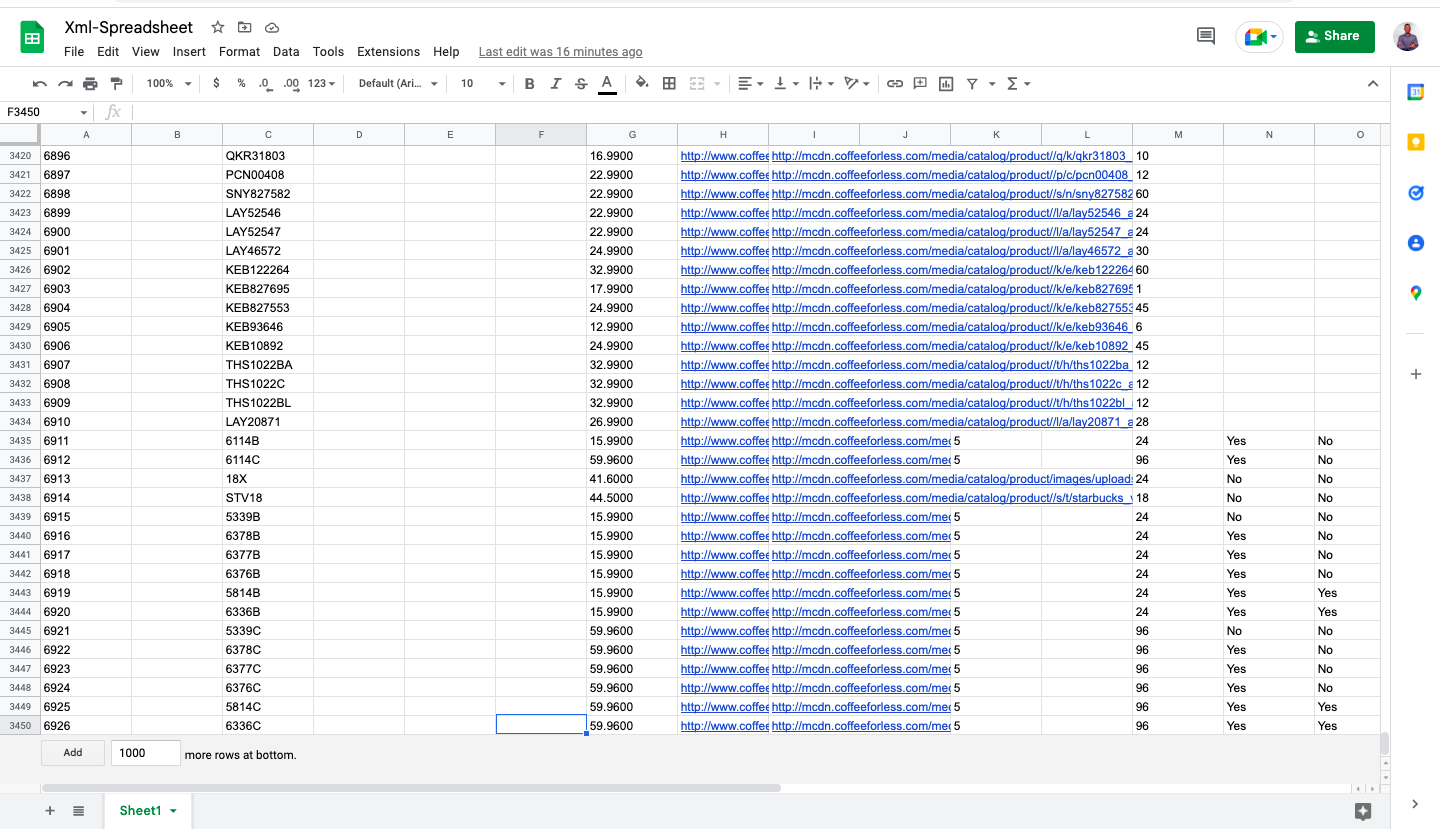 Xml-Spreadsheet
File Edit View Insert Format Data Tools Extensions Help Last edit was 16 minutes ago
Share
100% $ % .0 .00 123 Default (Ari... 10 B I S A
31
F3450 fx
A B C D E F G H I J K L M N O
3420 6896 QKR31803 16.9900 http://www.coffee http://mcdn.coffeeforless.com/media/catalog/product//q/k/qkr31803_ 10
3421 6897 PCN00408 22.9900 http://www.coffee http://mcdn.coffeeforless.com/media/catalog/product//p/c/pcn00408_ 12
3422 6898 SNY827582 22.9900 http://www.coffee http://mcdn.coffeeforless.com/media/catalog/product//s/n/sny827582 60
3423 6899 LAY52546 22.9900 http://www.coffee http://mcdn.coffeeforless.com/media/catalog/product//l/a/lay52546_a 24
3424 6900 LAY52547 22.9900 http://www.coffee http://mcdn.coffeeforless.com/media/catalog/product//l/a/lay52547_a 24
3425 6901 LAY46572 24.9900 http://www.coffee http://mcdn.coffeeforless.com/media/catalog/product//l/a/lay46572_a 30
3426 6902 KEB122264 32.9900 http://www.coffee http://mcdn.coffeeforless.com/media/catalog/product//k/e/keb122264 60
3427 6903 KEB827695 17.9900 http://www.coffee http://mcdn.coffeeforless.com/media/catalog/product//k/e/keb827695 1
3428 6904 KEB827553 24.9900 http://www.coffee http://mcdn.coffeeforless.com/media/catalog/product//k/e/keb827553 45
3429 6905 KEB93646 12.9900 http://www.coffee http://mcdn.coffeeforless.com/media/catalog/product//k/e/keb93646_ 6
3430 6906 KEB10892 24.9900 http://www.coffee http://mcdn.coffeeforless.com/media/catalog/product//k/e/keb10892_ 45
3431 6907 THS1022BA 32.9900 http://www.coffee http://mcdn.coffeeforless.com/media/catalog/product//t/h/ths1022ba_ 12
3432 6908 THS1022C 32.9900 http://www.coffee http://mcdn.coffeeforless.com/media/catalog/product//t/h/ths1022c_a 12
3433 6909 THS1022BL 32.9900 http://www.coffee http://mcdn.coffeeforless.com/media/catalog/product//t/h/ths1022bl_ 12
3434 6910 LAY20871 26.9900 http://www.coffee http://mcdn.coffeeforless.com/media/catalog/product//l/a/lay20871_a 28
3435 6911 6114B 15.9900 http://www.coffee http://mcdn.coffeeforless.com/med 5 24 Yes No
3436 6912 6114C 59.9600 http://www.coffee http://mcdn.coffeeforless.com/med 5 96 Yes No
3437 6913 18X 41.6000 http://www.coffee http://mcdn.coffeeforless.com/media/catalog/product/images/uploads 24 No No
3438 6914 STV18 44.5000 http://www.coffee http://mcdn.coffeeforless.com/media/catalog/product//s/t/starbucks_v 18 No No
3439 6915 5339B 15.9900 http://www.coffee http://mcdn.coffeeforless.com/med 5 24 No No
3440 6916 6378B 15.9900 http://www.coffee http://mcdn.coffeeforless.com/med 5 24 Yes No
3441 6917 6377B 15.9900 http://www.coffee http://mcdn.coffeeforless.com/med 5 24 Yes No
3442 6918 6376B 15.9900 http://www.coffee http://mcdn.coffeeforless.com/med 5 24 Yes No
3443 6919 5814B 15.9900 http://www.coffee http://mcdn.coffeeforless.com/med 5 24 Yes Yes
3444 6920 6336B 15.9900 http://www.coffee http://mcdn.coffeeforless.com/med 5 24 Yes Yes
3445 6921 5339C 59.9600 http://www.coffee http://mcdn.coffeeforless.com/med 5 96 No No
3446 6922 6378C 59.9600 http://www.coffee http://mcdn.coffeeforless.com/med 5 96 Yes No
3447 6923 6377C 59.9600 http://www.coffee http://mcdn.coffeeforless.com/med 5 96 Yes No
3448 6924 6376C 59.9600 http://www.coffee http://mcdn.coffeeforless.com/med 5 96 Yes No
3449 6925 5814C 59.9600 http://www.coffee http://mcdn.coffeeforless.com/med 5 96 Yes Yes
3450 6926 6336C 59.9600 http://www.coffee http://mcdn.coffeeforless.com/med 5 96 Yes Yes
Add 1000 more rows at bottom.
Sheet1